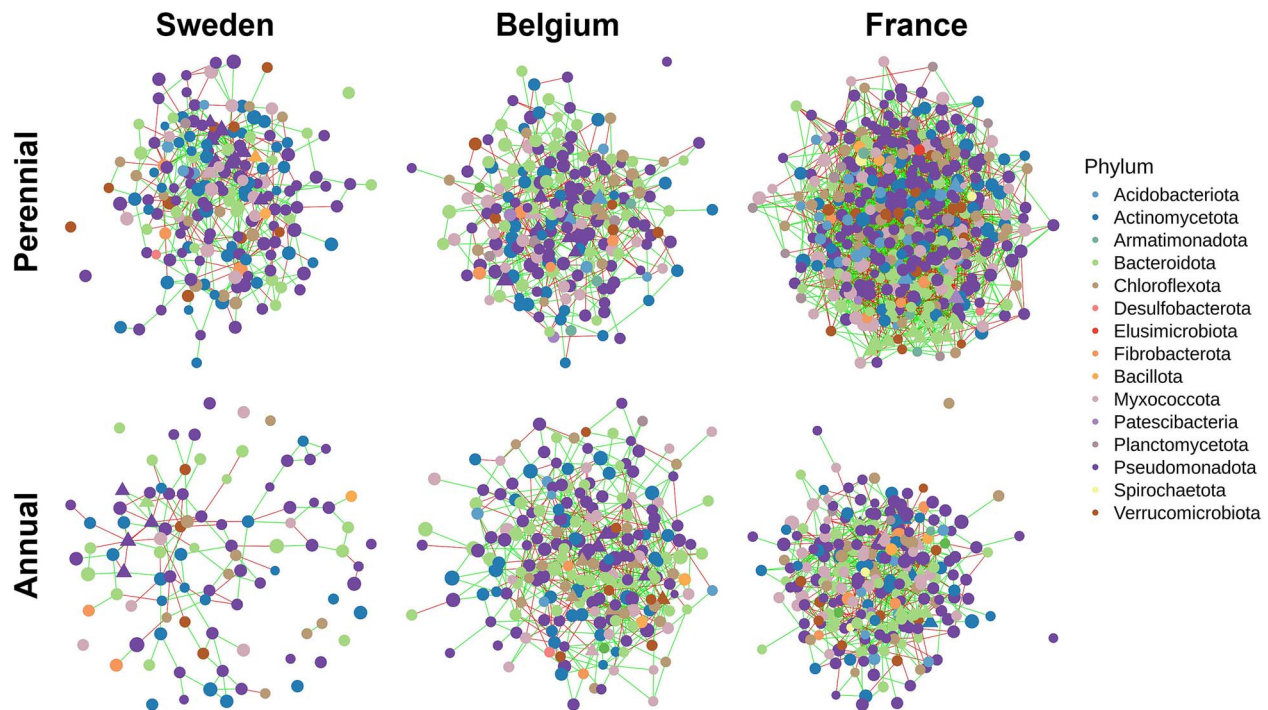 Sweden
Belgium
France
Perennial
Annual
Phylum
Acidobacteriota
Actinomycetota
Armatimonadota
Bacteroidota
Chloroflexota
Desulfobacterota
Elusimicrobiota
Fibrobacterota
Bacillota
Myxococcota
Patescibacteria
Planctomycetota
Pseudomonadota
Spirochaetota
Verrucomicrobiota